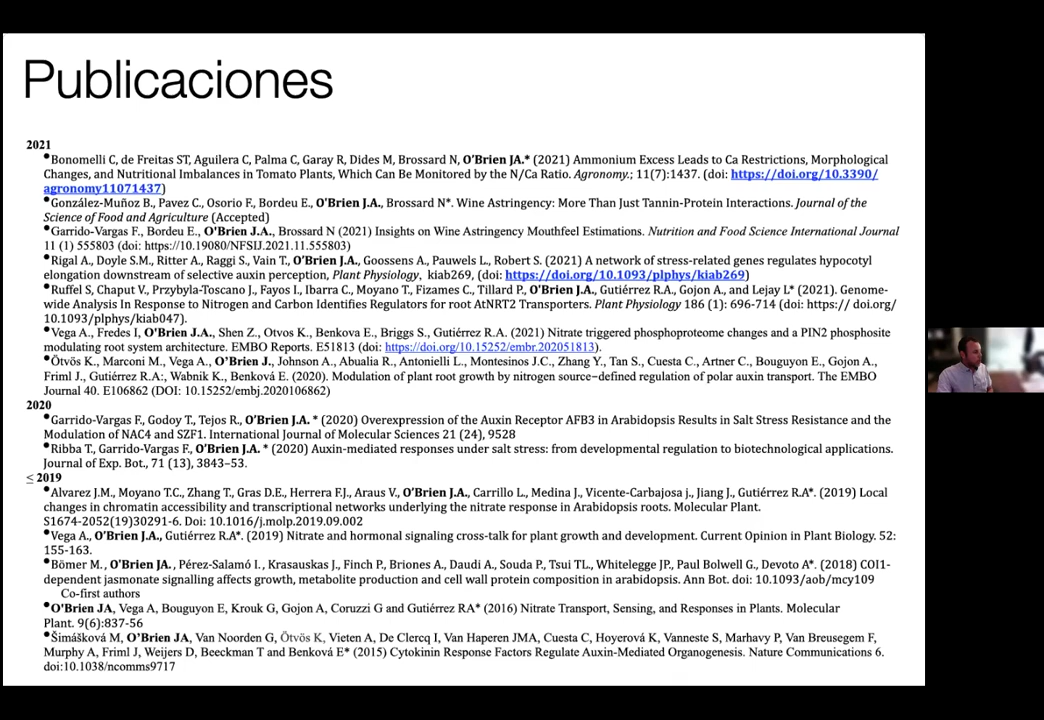 Publicaciones
2021
•Bonomelli C, de Freitas ST, Aguilera C, Palma C, Garay R, Dides M, Brossard N, O'Brien JA.* (2021) Ammonium Excess Leads to Ca Restrictions, Morphological
Changes, and Nutritional Imbalances in Tomato Plants, Which Can Be Monitored by the N/Ca Ratio. Agronomy.; 11(7):1437. (doi: https://doi.org/10.3390/
agronomy11071437)
•González-Muñoz B., Pavez C., Osorio F., Bordeu E., O'Brien J.A., Brossard N*. Wine Astringency: More Than Just Tannin-Protein Interactions. Journal of the
Science of Food and Agriculture (Accepted)
•Garrido-Vargas F., Bordeu E., O'Brien J.A., Brossard N (2021) Insights on Wine Astringency Mouthfeel Estimations. Nutrition and Food Science International Journal
11 (1) 555803 (doi: https://10.19080/NFSIJ.2021.11.555803)
•Rigal A., Doyle S.M., Ritter A., Raggi S., Vain T., O'Brien J.A., Goossens A., Pauwels L., Robert S. (2021) A network of stress-related genes regulates hypocotyl
elongation downstream of selective auxin perception, Plant Physiology, kiab269, (doi: https://doi.org/10.1093/plphys/kiab269)
•Ruffel S, Chaput V., Przybyla-Toscano J., Fayos I., Ibarra C., Moyano T., Fizames C., Tillard P., O'Brien J.A., Gutiérrez R.A., Gojon A., and Lejay L* (2021). Genome-
wide Analysis In Response to Nitrogen and Carbon Identifies Regulators for root AtNRT2 Transporters. Plant Physiology 186 (1): 696-714 (doi: https:// doi.org/
10.1093/plphys/kiab047).
•Vega A., Fredes I., O'Brien J.A., Shen Z., Otvos K., Benkova E., Briggs S., Gutiérrez R.A. (2021) Nitrate triggered phosphoproteome changes and a PIN2 phosphosite
modulating root system architecture. EMBO Reports. E51813 (doi: https://doi.org/10.15252/embr.202051813).
•Ötvös K., Marconi M., Vega A., O'Brien J., Johnson A., Abualia R., Antonielli L., Montesinos J.C., Zhang Y., Tan S., Cuesta C., Artner C., Bouguyon E., Gojon A.,
Friml J., Gutiérrez R.A:, Wabnik K., Benková E. (2020). Modulation of plant root growth by nitrogen source-defined regulation of polar auxin transport. The EMBO
Journal 40. E106862 (DOI: 10.15252/embj.2020106862)
2020
•Garrido-Vargas F., Godoy T., Tejos R., O'Brien J.A. * (2020) Overexpression of the Auxin Receptor AFB3 in Arabidopsis Results in Salt Stress Resistance and the
Modulation of NAC4 and SZF1. International Journal of Molecular Sciences 21 (24), 9528
•Ribba T., Garrido-Vargas F., O'Brien J.A. * (2020) Auxin-mediated responses under salt stress: from developmental regulation to biotechnological applications.
Journal of Exp. Bot., 71 (13), 3843–53.
≤ 2019
•Alvarez J.M., Moyano T.C., Zhang T., Gras D.E., Herrera F.J., Araus V., O'Brien J.A., Carrillo L., Medina J., Vicente-Carbajosa j., Jiang J., Gutiérrez R.A*. (2019) Local
changes in chromatin accessibility and transcriptional networks underlying the nitrate response in Arabidopsis roots. Molecular Plant.
S1674-2052(19)30291-6. Doi: 10.1016/j.molp.2019.09.002
•Vega A., O'Brien J.A., Gutiérrez R.A*. (2019) Nitrate and hormonal signaling cross-talk for plant growth and development. Current Opinion in Plant Biology. 52:
155-163.
•Bömer M., O'Brien JA., Pérez-Salamó I., Krasauskas J., Finch P., Briones A., Daudi A., Souda P., Tsui TL., Whitelegge JP., Paul Bolwell G., Devoto A*. (2018) COI1-
dependent jasmonate signalling affects growth, metabolite production and cell wall protein composition in arabidopsis. Ann Bot. doi: 10.1093/aob/mcy109
Co-first authors
•O'Brien JA, Vega A, Bouguyon E, Krouk G, Gojon A, Coruzzi G and Gutiérrez RA* (2016) Nitrate Transport, Sensing, and Responses in Plants. Molecular
Plant. 9(6):837-56
•Šimášková M, O'Brien JA, Van Noorden G, Ötvös K, Vieten A, De Clercq I, Van Haperen JMA, Cuesta C, Hoyerová K, Vanneste S, Marhavy P, Van Breusegem F,
Murphy A, Friml J, Weijers D, Beeckman T and Benková E* (2015) Cytokinin Response Factors Regulate Auxin-Mediated Organogenesis. Nature Communications 6.
doi:10.1038/ncomms9717